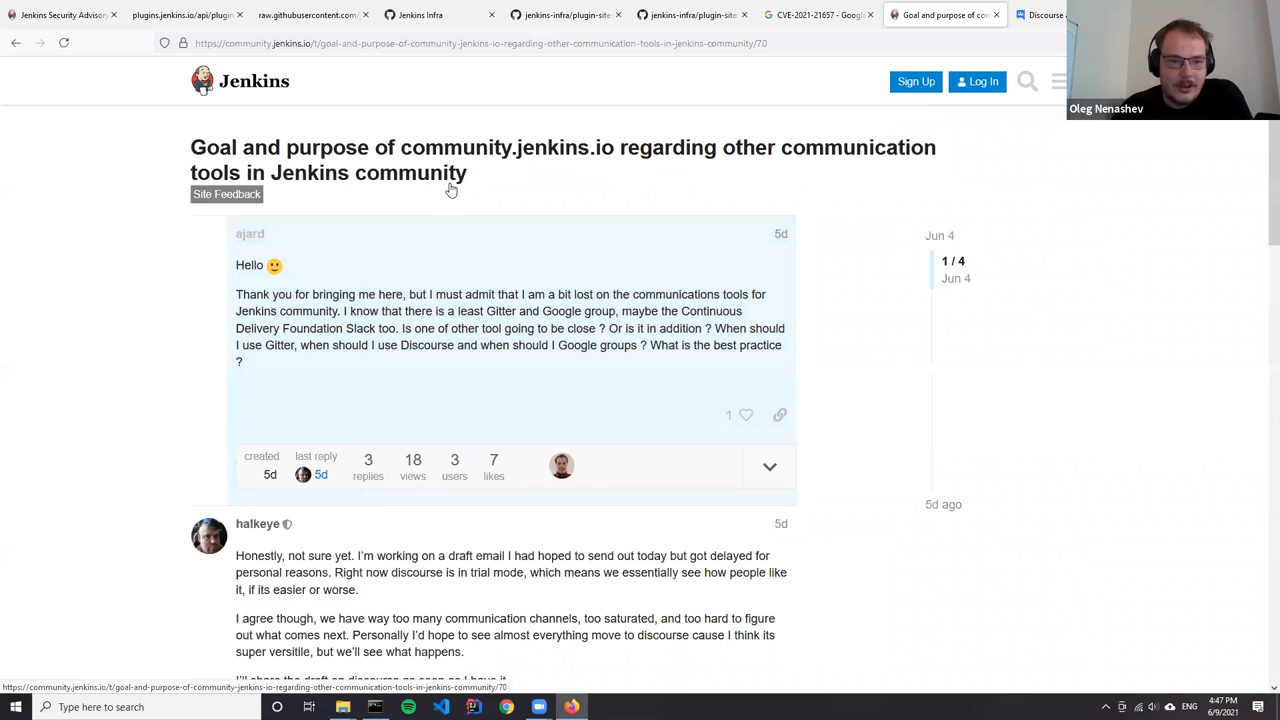 Jenkins Security Advisory
plugins.jenkins.io/api/plugin
raw.githubusercontent.com/
Jenkins Infra
jenkins-infra/plugin-site
jenkins-infra/plugin-site
CVE-2021-21657 - Google
Goal and purpose of com
Discourse
https://community.jenkins.io/t/goal-and-purpose-of-community-jenkins-io-regarding-other-communication-tools-in-jenkins-community/70
Jenkins
Sign Up
Log In
Oleg Nenashev
Goal and purpose of community.jenkins.io regarding other communication
tools in Jenkins community
Site Feedback
ajard
5d
Hello 🙂
Thank you for bringing me here, but I must admit that I am a bit lost on the communications tools for
Jenkins community. I know that there is a least Gitter and Google group, maybe the Continuous
Delivery Foundation Slack too. Is one of other tool going to be close ? Or is it in addition ? When should
I use Gitter, when should I use Discourse and when should I Google groups ? What is the best practice
?
1
created
5d
last reply
5d
3
replies
18
views
3
users
7
likes
Jun 4
1 / 4
Jun 4
5d ago
halkeye
5d
Honestly, not sure yet. I'm working on a draft email I had hoped to send out today but got delayed for
personal reasons. Right now discourse is in trial mode, which means we essentially see how people like
it, if its easier or worse.
I agree though, we have way too many communication channels, too saturated, and too hard to figure
out what comes next. Personally I'd hope to see almost everything move to discourse cause I think its
super versitile, but we'll see what happens.
I'll share the draft on discourse as soon as I have it
https://community.jenkins.io/t/goal-and-purpose-of-community-jenkins-io-regarding-other-communication-tools-in-jenkins-community/70
Type here to search
4:47 PM
6/9/2021